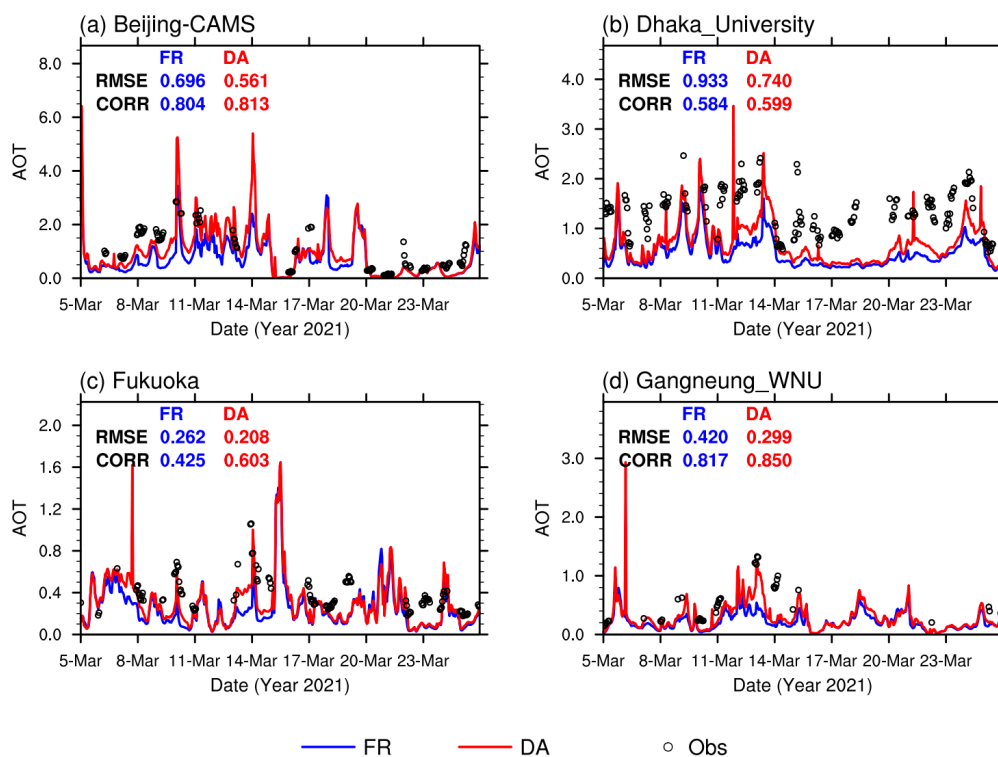 (a) Beijing-CAMS
FR DA
RMSE 0.696 0.561
CORR 0.804 0.813
AOT
8.0
6.0
4.0
2.0
0.0
5-Mar 8-Mar 11-Mar 14-Mar 17-Mar 20-Mar 23-Mar
Date (Year 2021)
(b) Dhaka_University
FR DA
RMSE 0.933 0.740
CORR 0.584 0.599
AOT
4.0
3.0
2.0
1.0
0.0
5-Mar 8-Mar 11-Mar 14-Mar 17-Mar 20-Mar 23-Mar
Date (Year 2021)
(c) Fukuoka
FR DA
RMSE 0.262 0.208
CORR 0.425 0.603
AOT
2.0
1.6
1.2
0.8
0.4
0.0
5-Mar 8-Mar 11-Mar 14-Mar 17-Mar 20-Mar 23-Mar
Date (Year 2021)
(d) Gangneung_WNU
FR DA
RMSE 0.420 0.299
CORR 0.817 0.850
AOT
3.0
2.0
1.0
0.0
5-Mar 8-Mar 11-Mar 14-Mar 17-Mar 20-Mar 23-Mar
Date (Year 2021)
FR DA Obs